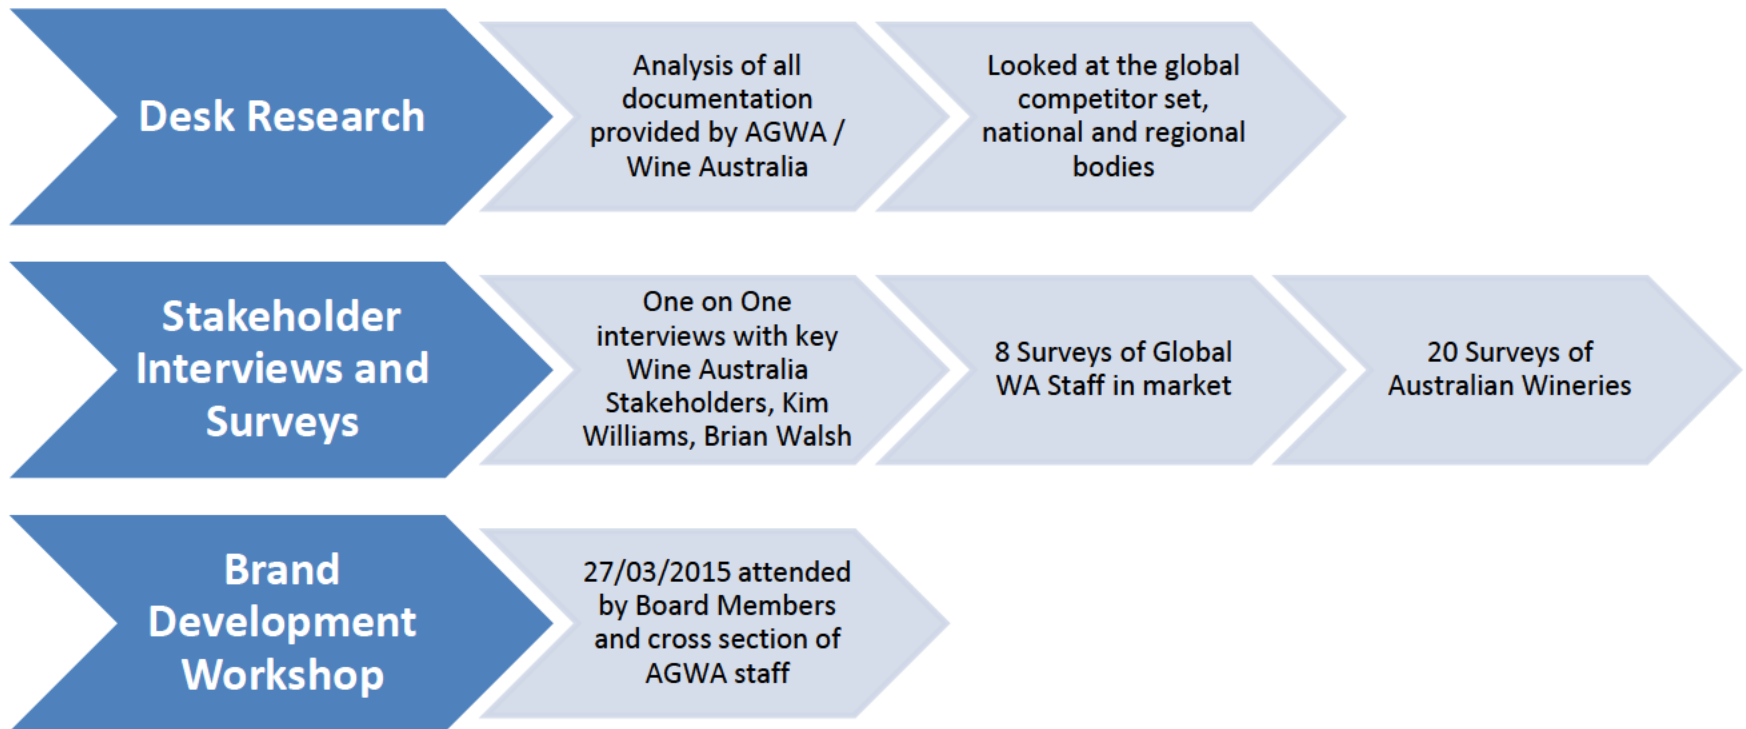 Desk Research
Analysis of all
documentation
provided by AGWA /
Wine Australia
Looked at the global
competitor set,
national and regional
bodies
Stakeholder
Interviews and
Surveys
One on One
interviews with key
Wine Australia
Stakeholders, Kim
Williams, Brian Walsh
8 Surveys of Global
WA Staff in market
20 Surveys of
Australian Wineries
Brand
Development
Workshop
27/03/2015 attended
by Board Members
and cross section of
AGWA staff